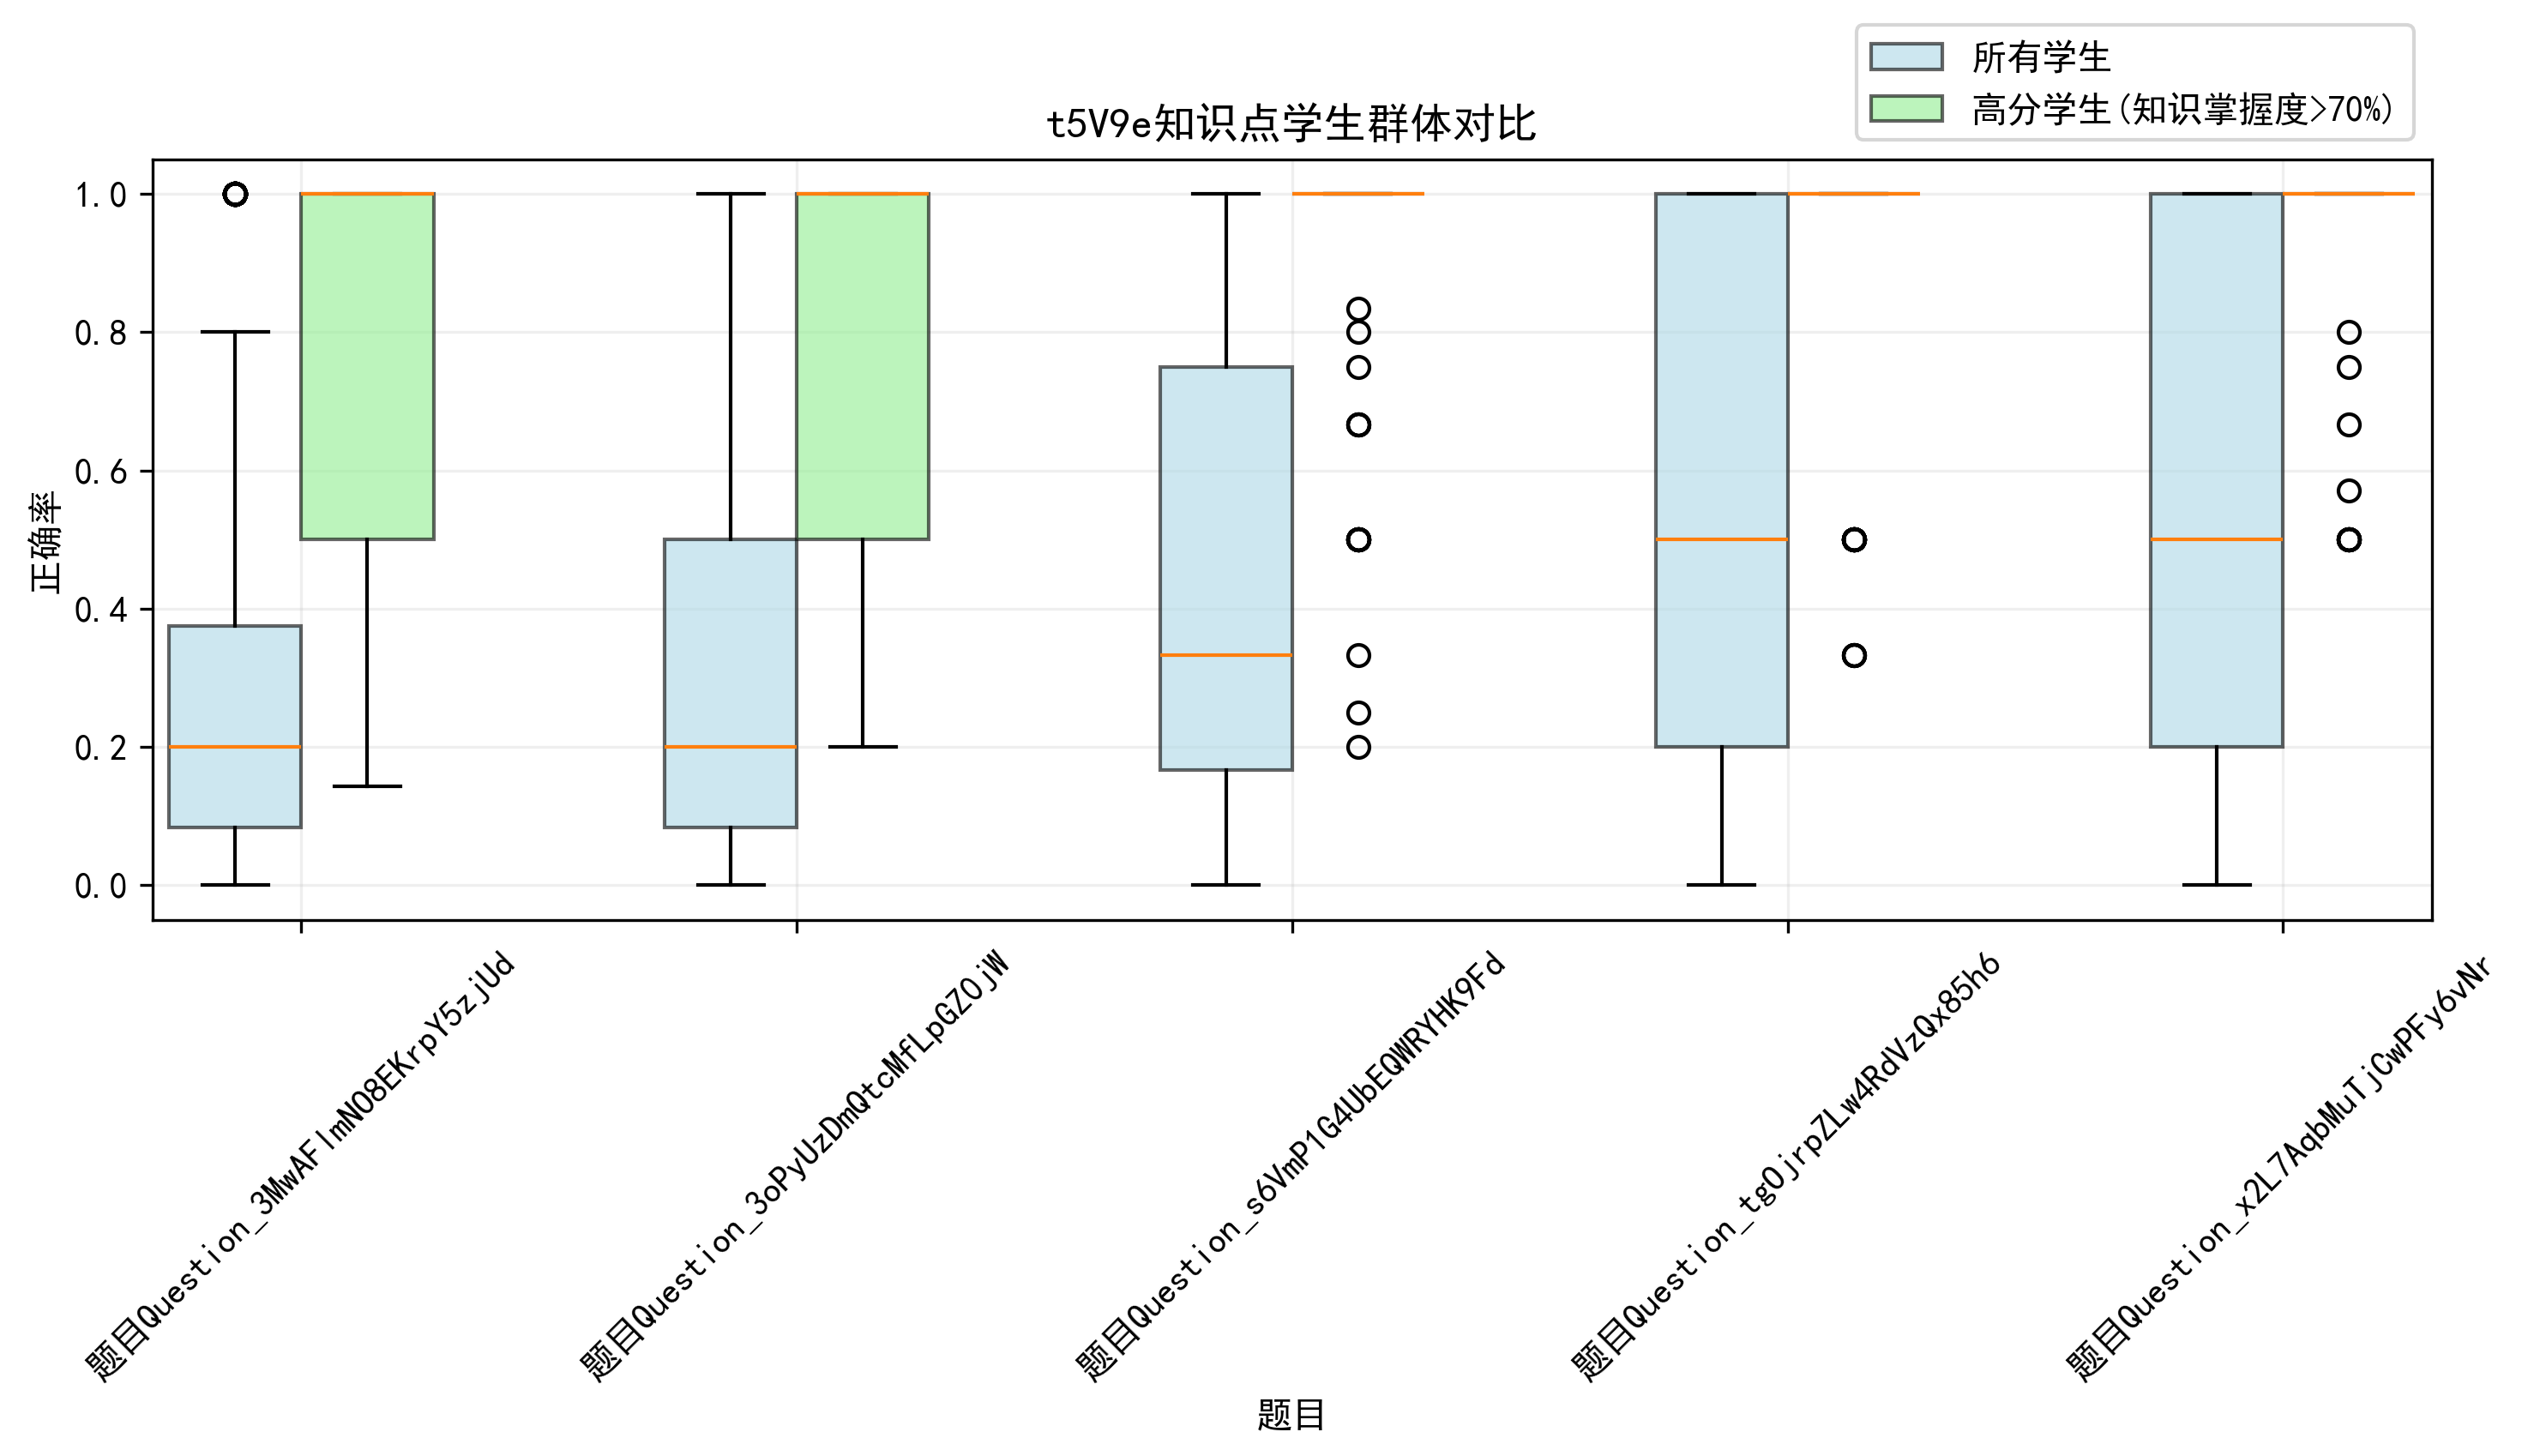 所有学生
高分学生(知识掌握度>70%)
t5V9e知识点学生群体对比
正确率
1.0
0.8
0.6
0.4
0.2
0.0
题目Question_3MwAFlmNO8EKrpY5zjUd
题目Question_3oPyUzDmQtcMfLpGZOjW
题目Question_s6VmP1G4UbEQWRYHK9Fd
题目Question_tgOjrpZLw4RdVzQx85h6
题目Question_x2L7AqbMuTjCwPFy6vNr
题目